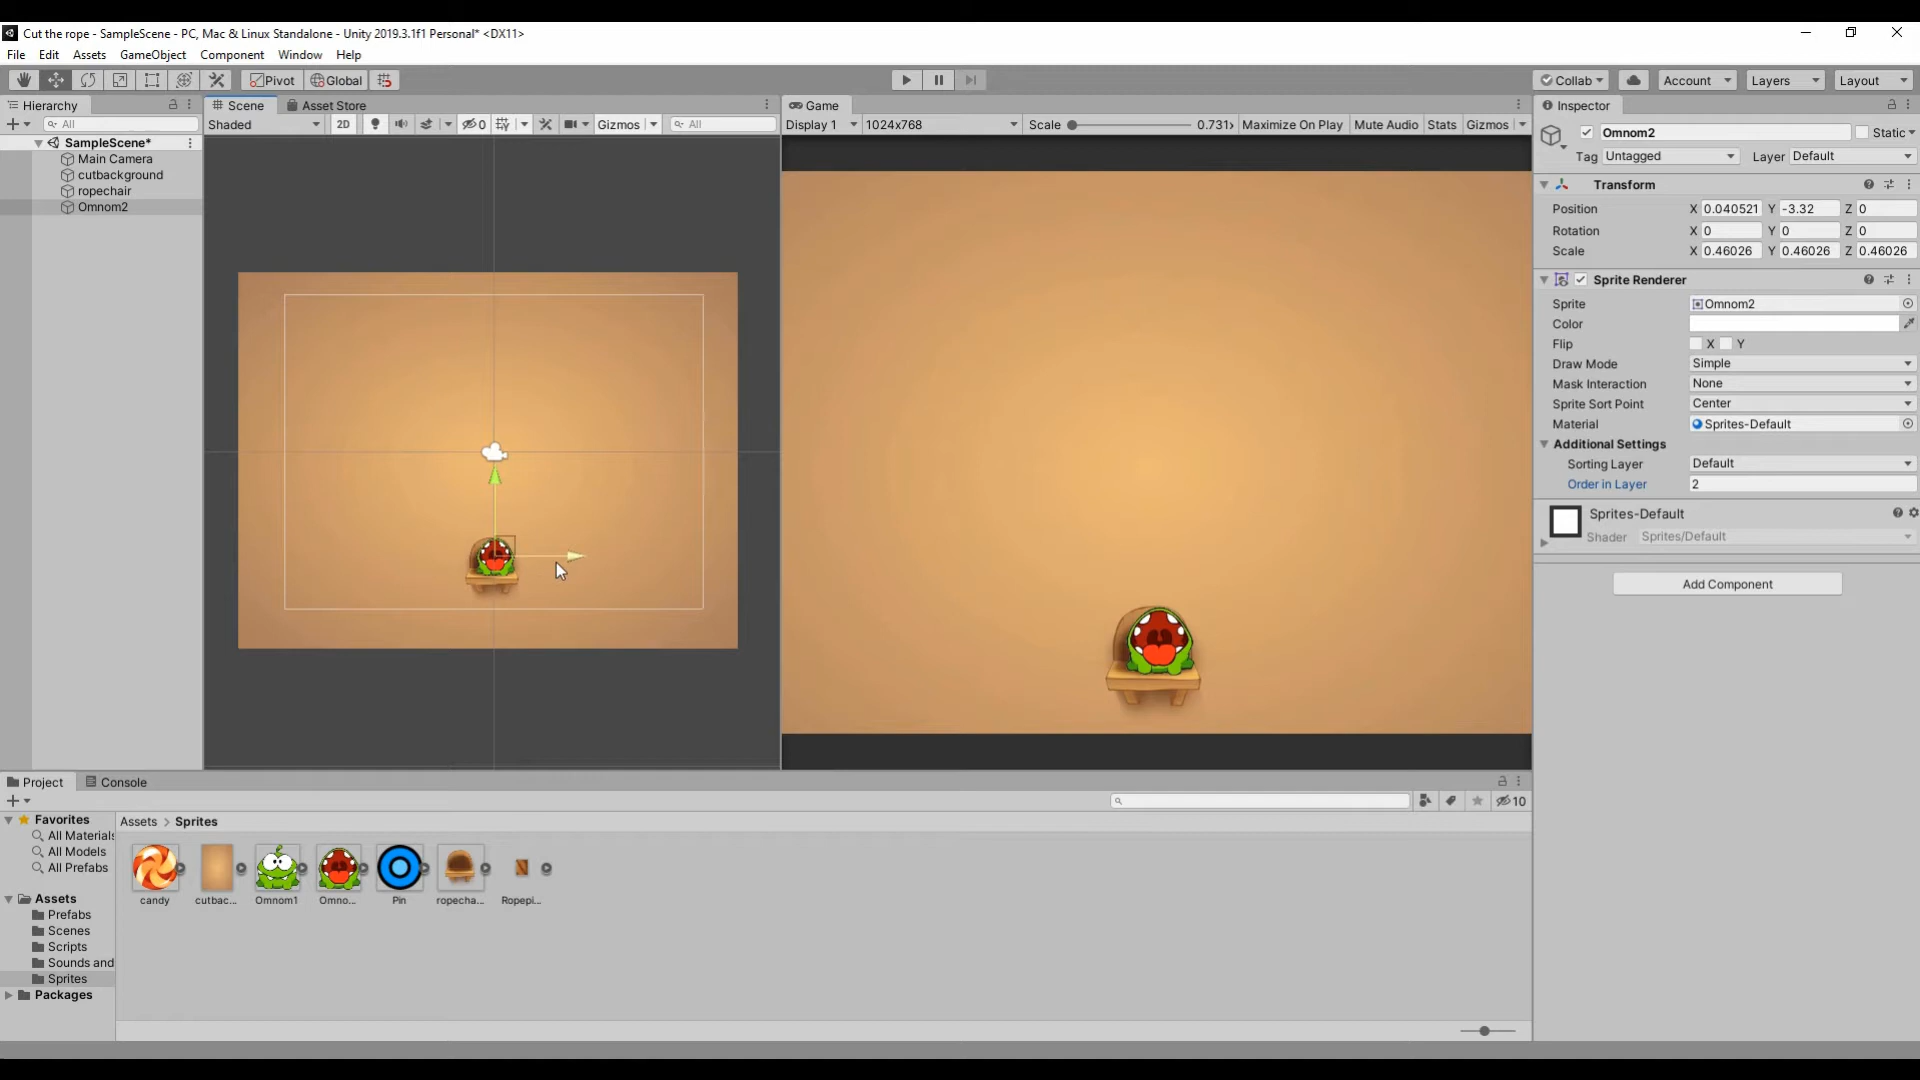 Cut the rope - SampleScene - PC, Mac & Linux Standalone - Unity 2019.3.1f1 Personal* <DX11>
File Edit Assets GameObject Component Window Help
Pivot Global Collab Account Layers Layout
Hierarchy
All
SampleScene*
Main Camera
cutbackground
ropechair
Omnom2
Scene Asset Store
Shaded 2D 0 Gizmos All
Game
Display 1 1024x768 Scale 0.731x Maximize On Play Mute Audio Stats Gizmos
Inspector
Omnom2 Static
Tag Untagged Layer Default
Transform
Position X 0.040521 Y -3.32 Z 0
Rotation X 0 Y 0 Z 0
Scale X 0.46026 Y 0.46026 Z 0.46026
Sprite Renderer
Sprite Omnom2
Color
Flip X Y
Draw Mode Simple
Mask Interaction None
Sprite Sort Point Center
Material Sprites-Default
Additional Settings
Sorting Layer Default
Order in Layer 2
Sprites-Default
Shader Sprites/Default
Add Component
Project Console
10
Favorites
All Materials
All Models
All Prefabs
Assets
Prefabs
Scenes
Scripts
Sounds and
Sprites
Packages
Assets > Sprites
candy cutbac... Omnom1 Omno... Pin ropecha... Ropepi...